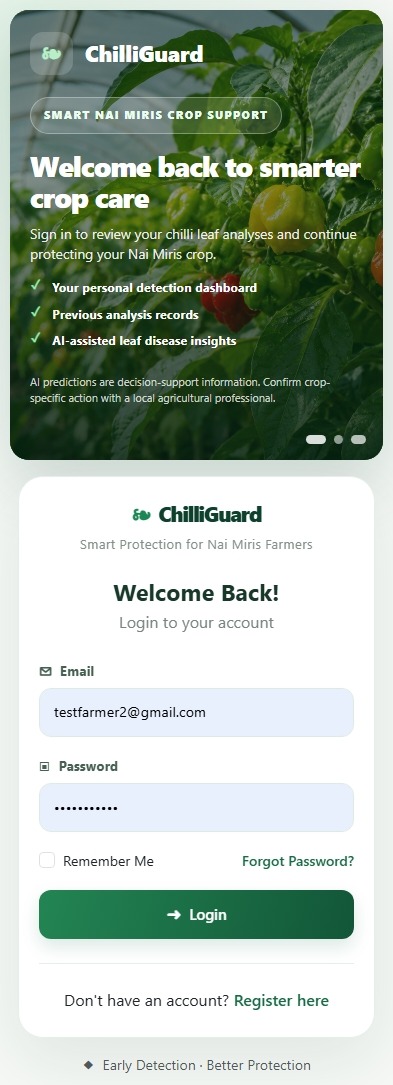 ChilliGuard
SMART NAI MIRIS CROP SUPPORT
Welcome back to smarter
crop care
Sign in to review your chilli leaf analyses and continue
protecting your Nai Miris crop.
✓ Your personal detection dashboard
✓ Previous analysis records
✓ AI-assisted leaf disease insights
AI predictions are decision-support information. Confirm crop-
specific action with a local agricultural professional.
ChilliGuard
Smart Protection for Nai Miris Farmers
Welcome Back!
Login to your account
Email
testfarmer2@gmail.com
Password
•••••••••••
Remember Me Forgot Password?
➜ Login
Don't have an account? Register here
◆ Early Detection · Better Protection